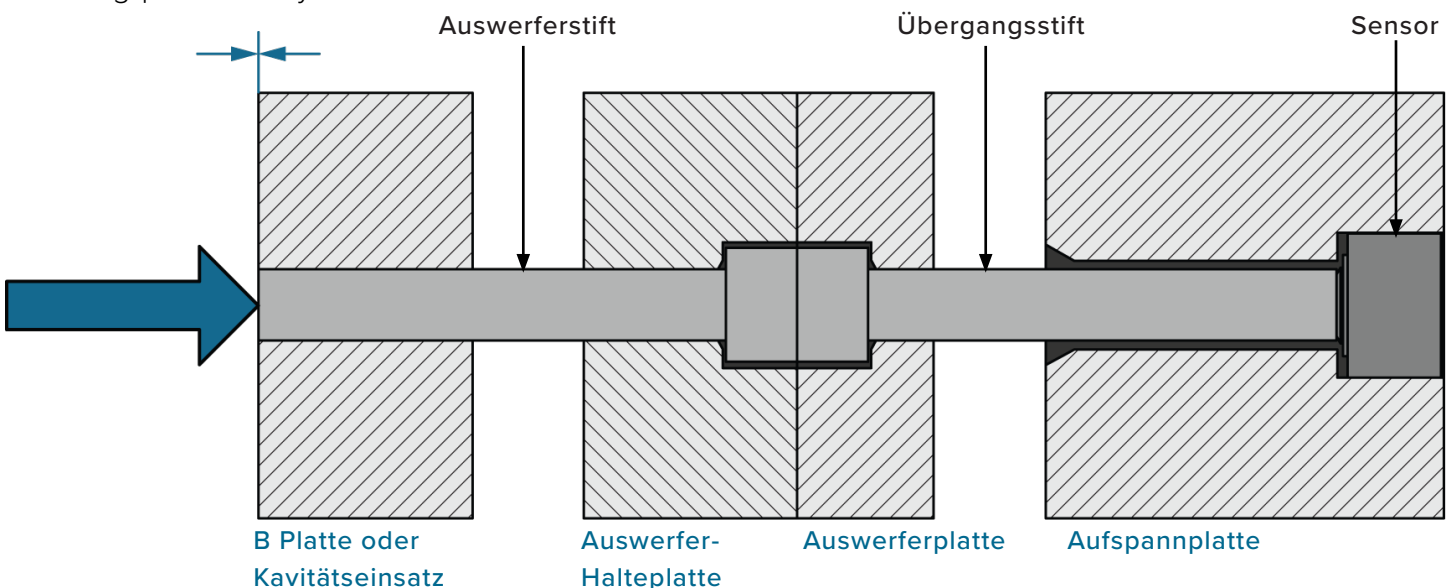 Auswerferstift
Übergangsstift
Sensor
B Platte oder
Kavitätseinsatz
Auswerfer-
Halteplatte
Auswerferplatte
Aufspannplatte